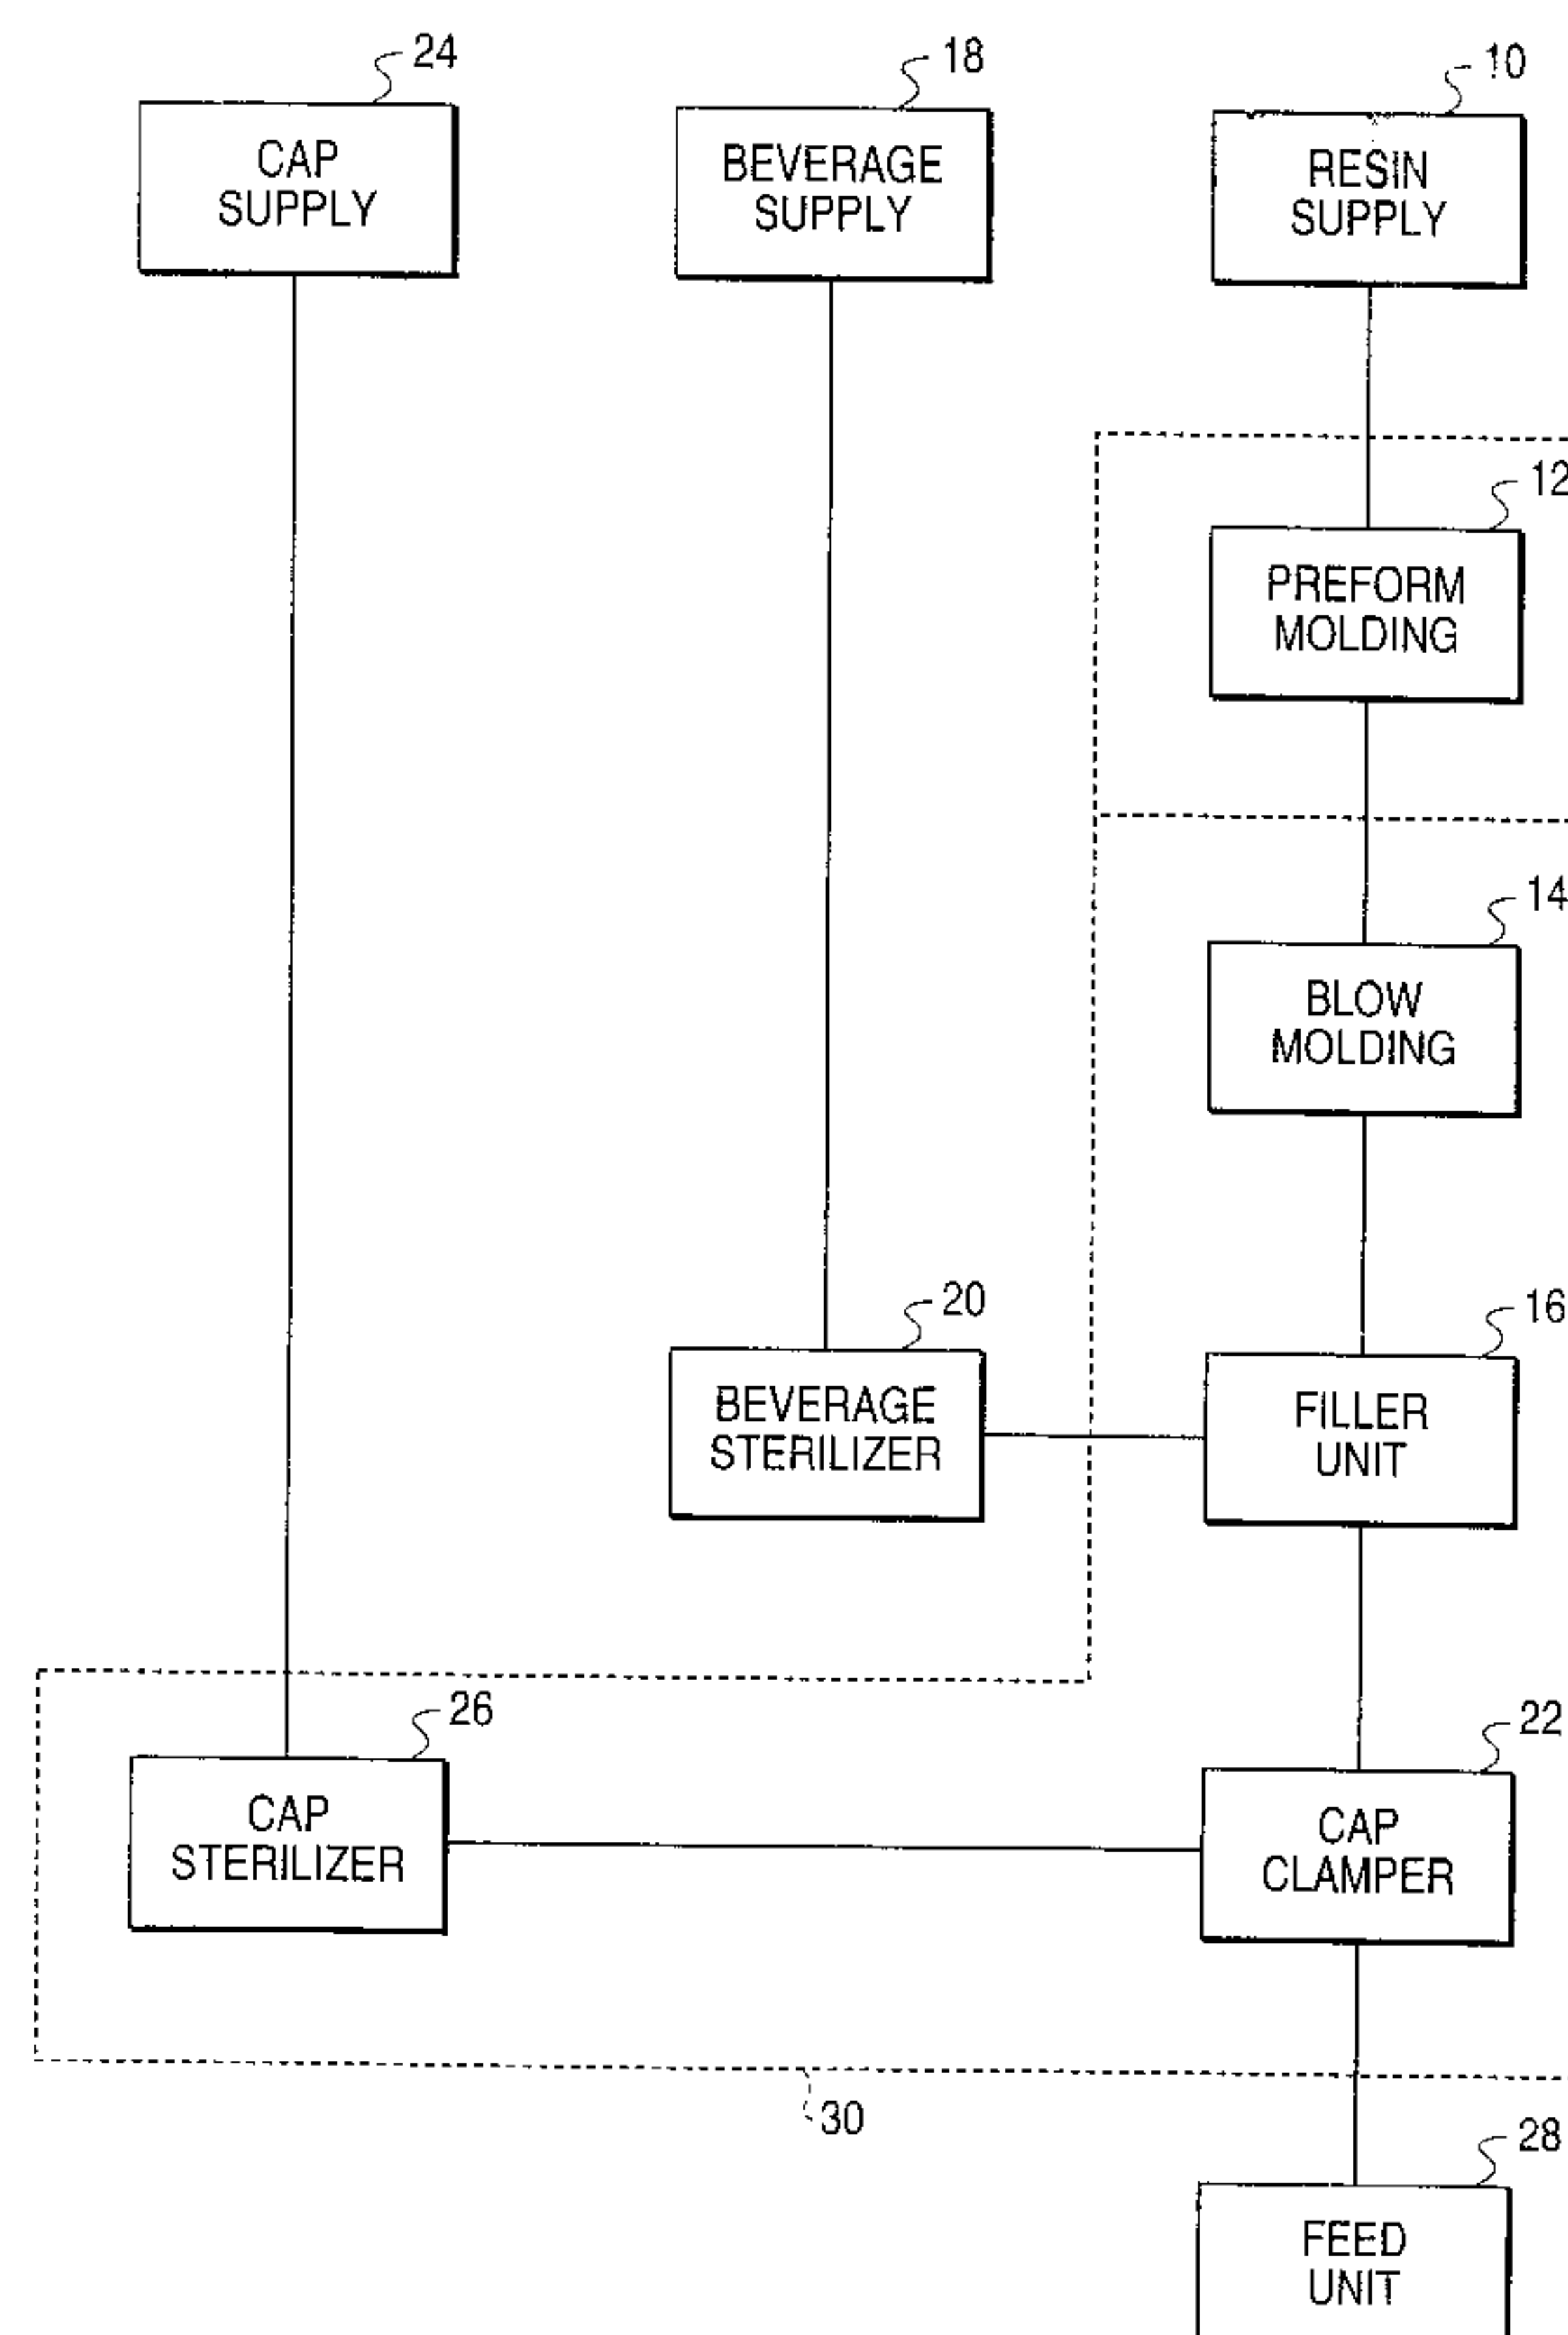 24
18
10
CAP
SUPPLY
BEVERAGE
SUPPLY
RESIN
SUPPLY
12
PREFORM
MOLDING
14
BLOW
MOLDING
20
16
BEVERAGE
STERILIZER
FILLER
UNIT
26
22
CAP
STERILIZER
CAP
CLAMPER
30
28
FEED
UNIT